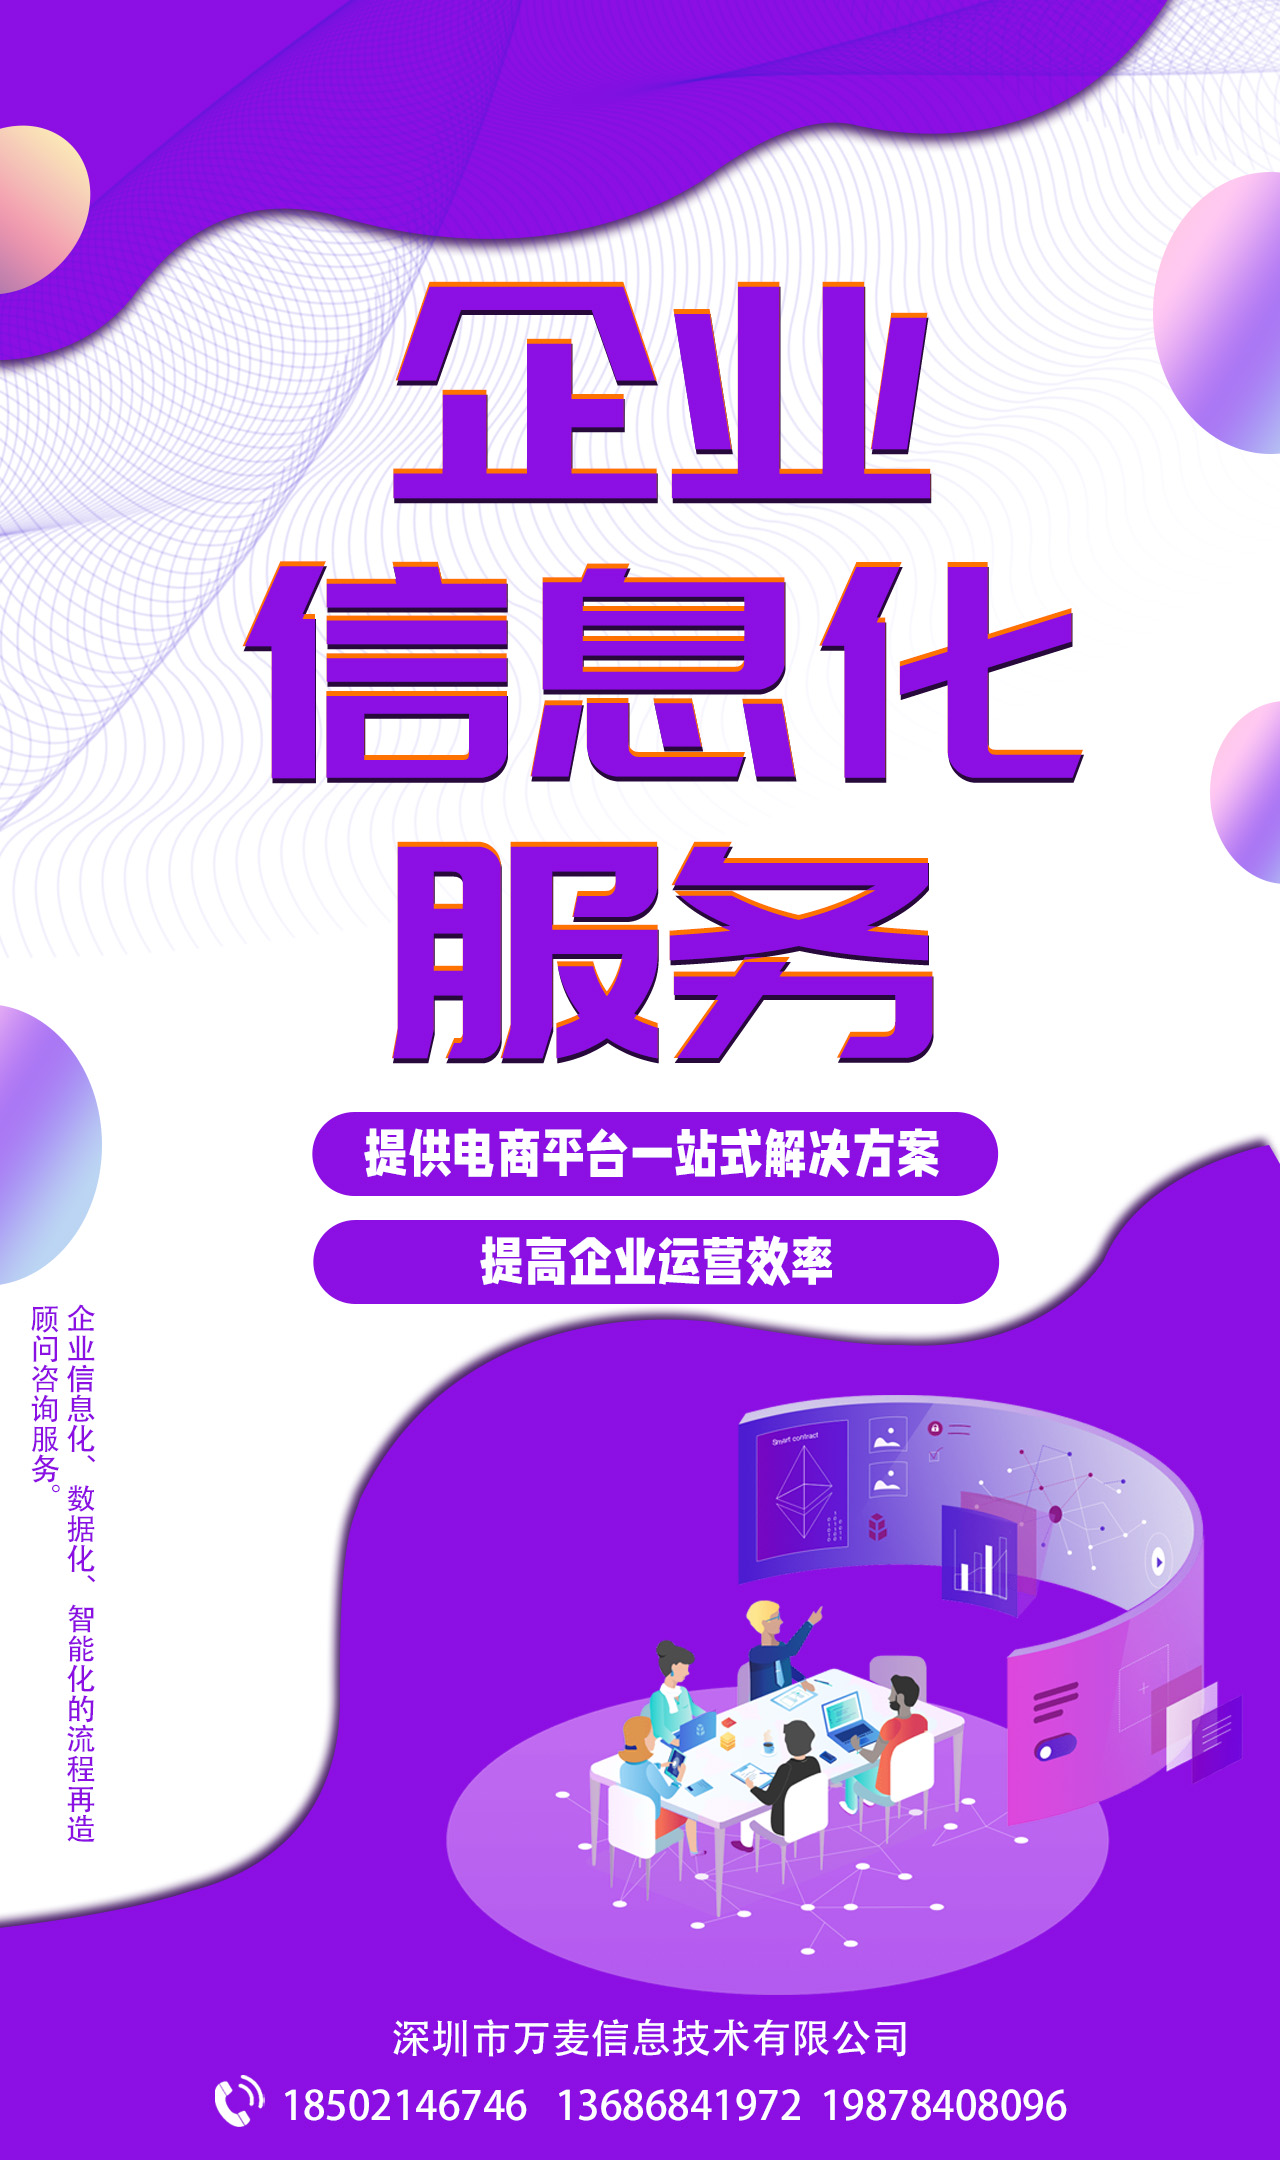 企业
信息化
服务
提供电商平台一站式解决方案
提高企业运营效率
企业信息化、数据化、智能化的流程再造
顾问咨询服务。
Smart contract
深圳市万麦信息技术有限公司
18502146746 13686841972 19878408096